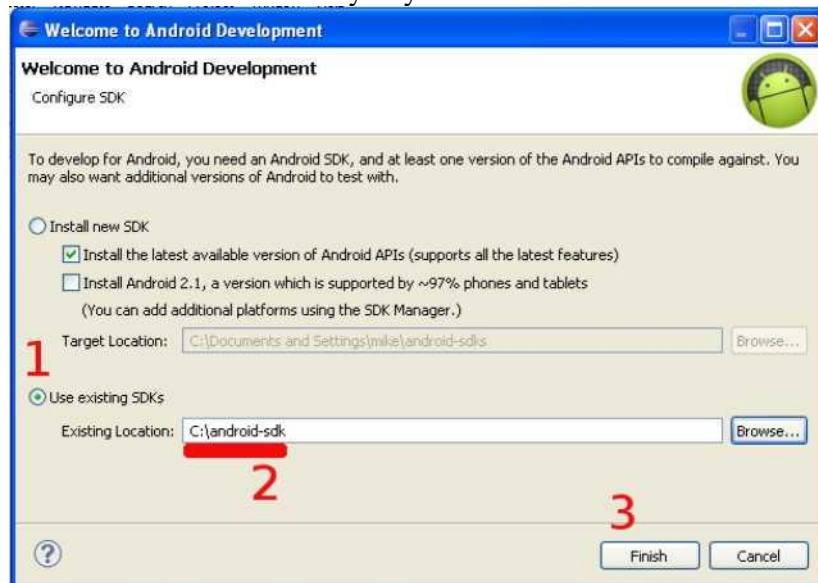 Welcome to Android Development
Welcome to Android Development
Configure SDK
To develop for Android, you need an Android SDK, and at least one version of the Android APIs to compile against. You
may also want additional versions of Android to test with.
Install new SDK
Install the latest available version of Android APIs (supports all the latest features)
Install Android 2.1, a version which is supported by ~97% phones and tablets
(You can add additional platforms using the SDK Manager.)
1
Target Location: C:\Documents and Settings\mike\android-sdks Browse...
Use existing SDKs
Existing Location: C:\android-sdk Browse...
2
3
? Finish Cancel